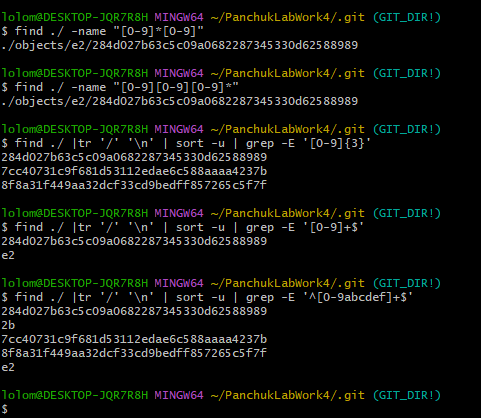 lolom@DESKTOP-JQR7R8H MINGW64 ~/PanchukLabWork4/.git (GIT_DIR!)
$ find ./ -name "[0-9]*[0-9]"
./objects/e2/284d027b63c5c09a0682287345330d62588989

lolom@DESKTOP-JQR7R8H MINGW64 ~/PanchukLabWork4/.git (GIT_DIR!)
$ find ./ -name "[0-9][0-9][0-9]*"
./objects/e2/284d027b63c5c09a0682287345330d62588989

lolom@DESKTOP-JQR7R8H MINGW64 ~/PanchukLabWork4/.git (GIT_DIR!)
$ find ./ |tr '/' '\n' | sort -u | grep -E '[0-9]{3}'
284d027b63c5c09a0682287345330d62588989
7cc40731c9f681d53112edae6c588aaaa4237b
8f8a31f449aa32dcf33cd9bedff857265c5f7f

lolom@DESKTOP-JQR7R8H MINGW64 ~/PanchukLabWork4/.git (GIT_DIR!)
$ find ./ |tr '/' '\n' | sort -u | grep -E '[0-9]+$'
284d027b63c5c09a0682287345330d62588989
e2

lolom@DESKTOP-JQR7R8H MINGW64 ~/PanchukLabWork4/.git (GIT_DIR!)
$ find ./ |tr '/' '\n' | sort -u | grep -E '^[0-9abcdef]+$'
284d027b63c5c09a0682287345330d62588989
2b
7cc40731c9f681d53112edae6c588aaaa4237b
8f8a31f449aa32dcf33cd9bedff857265c5f7f
e2

lolom@DESKTOP-JQR7R8H MINGW64 ~/PanchukLabWork4/.git (GIT_DIR!)
$